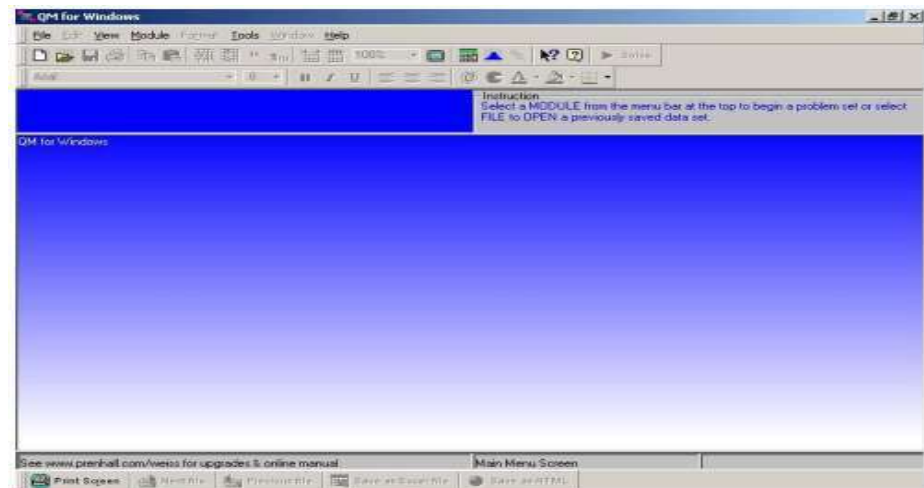 QM for Windows
File Edit View Module Format Tools Window Help
100% Solve
Arial
Instruction
Select a MODULE from the menu bar at the top to begin a problem set or select
FILE to OPEN a previously saved data set.
QM for Windows
See www.prenhall.com/weiss for upgrades & online manual Main Menu Screen
Print Screen Next file Previous file Save as Excel file Save as HTML